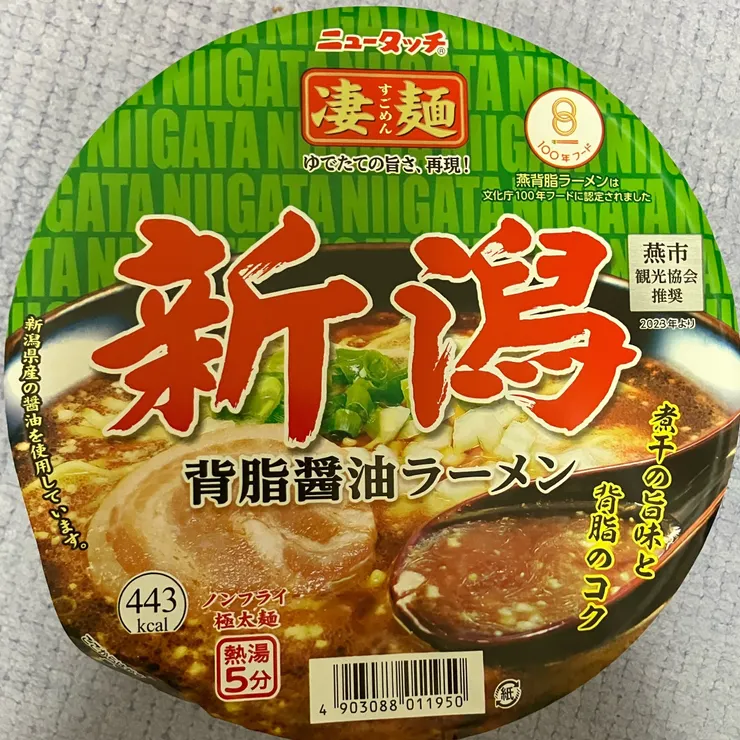 ニュータッチ®
凄麺
すごめん
ゆでたての旨さ、再現!
100年フード
燕背脂ラーメンは
文化庁100年フードに認定されました
NIIGATA NIIGATA NIIGATA
燕市
観光協会
推奨
2023年より
新潟
背脂醤油ラーメン
新潟県産の醤油を使用しています。
煮干の旨味と
背脂のコク
443
kcal
ノンフライ
極太麺
熱湯
5分
4 903088 011950
紙